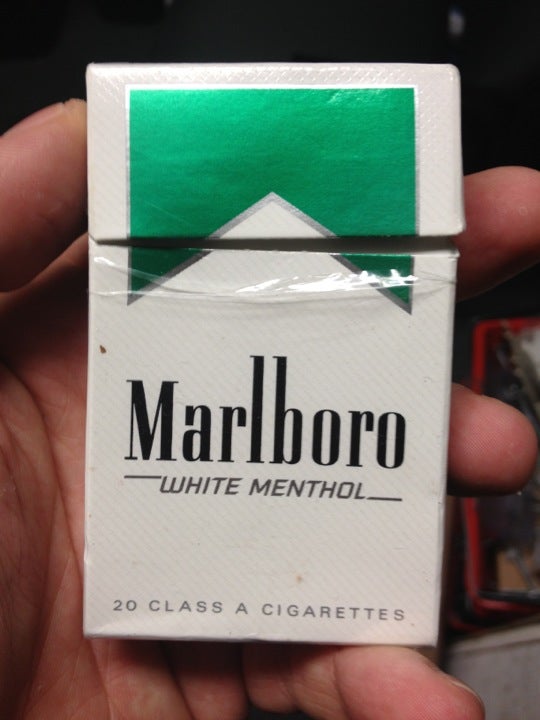 Marlboro
WHITE MENTHOL
20 CLASS A CIGARETTES